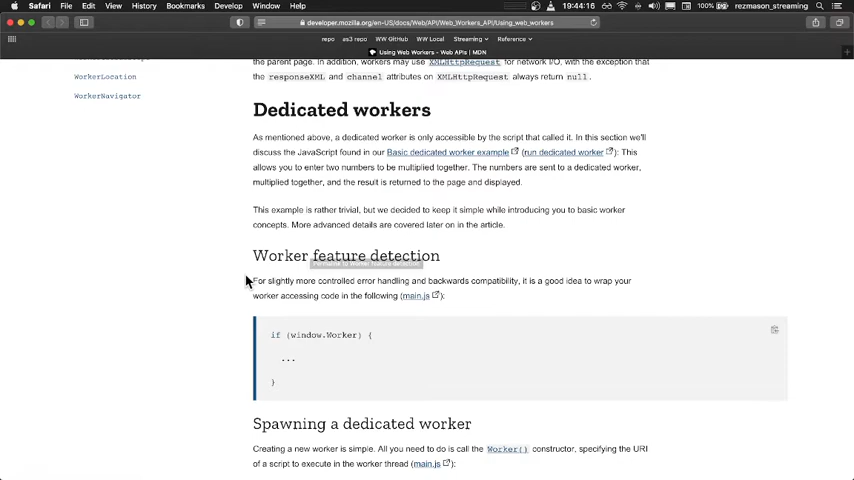 Safari File Edit View History Bookmarks Develop Window Help 100% 19:44:16 rezmason_streaming
developer.mozilla.org/en-US/docs/Web/API/Web_Workers_API/Using_web_workers
repo as3 repo WW GitHub WW Local Streaming Reference
Using Web Workers - Web APIs | MDN
the parent page. In addition, workers may use XMLHttpRequest for network I/O, with the exception that
the responseXML and channel attributes on XMLHttpRequest always return null.
WorkerLocation
WorkerNavigator
Dedicated workers
As mentioned above, a dedicated worker is only accessible by the script that called it. In this section we'll
discuss the JavaScript found in our Basic dedicated worker example (run dedicated worker): This
allows you to enter two numbers to be multiplied together. The numbers are sent to a dedicated worker,
multiplied together, and the result is returned to the page and displayed.
This example is rather trivial, but we decided to keep it simple while introducing you to basic worker
concepts. More advanced details are covered later on in the article.
Worker feature detection
For slightly more controlled error handling and backwards compatibility, it is a good idea to wrap your
worker accessing code in the following (main.js):
if (window.Worker) {
...
}
Spawning a dedicated worker
Creating a new worker is simple. All you need to do is call the Worker() constructor, specifying the URI
of a script to execute in the worker thread (main.js):